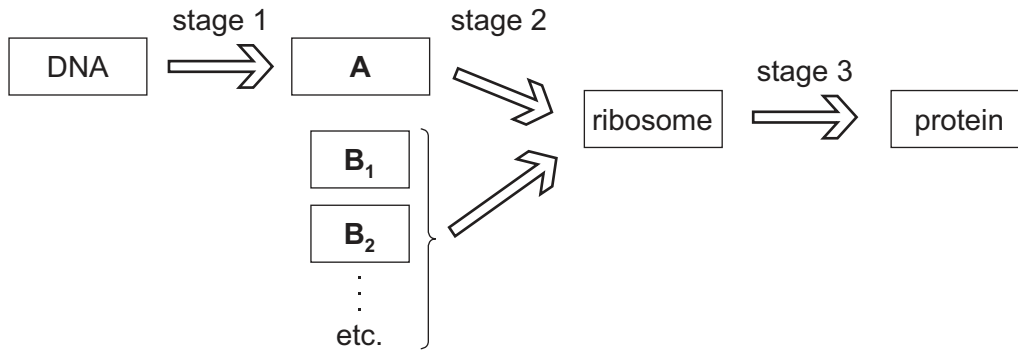 stage 1
stage 2
DNA
A
stage 3
ribosome
protein
B₁
B₂
etc.